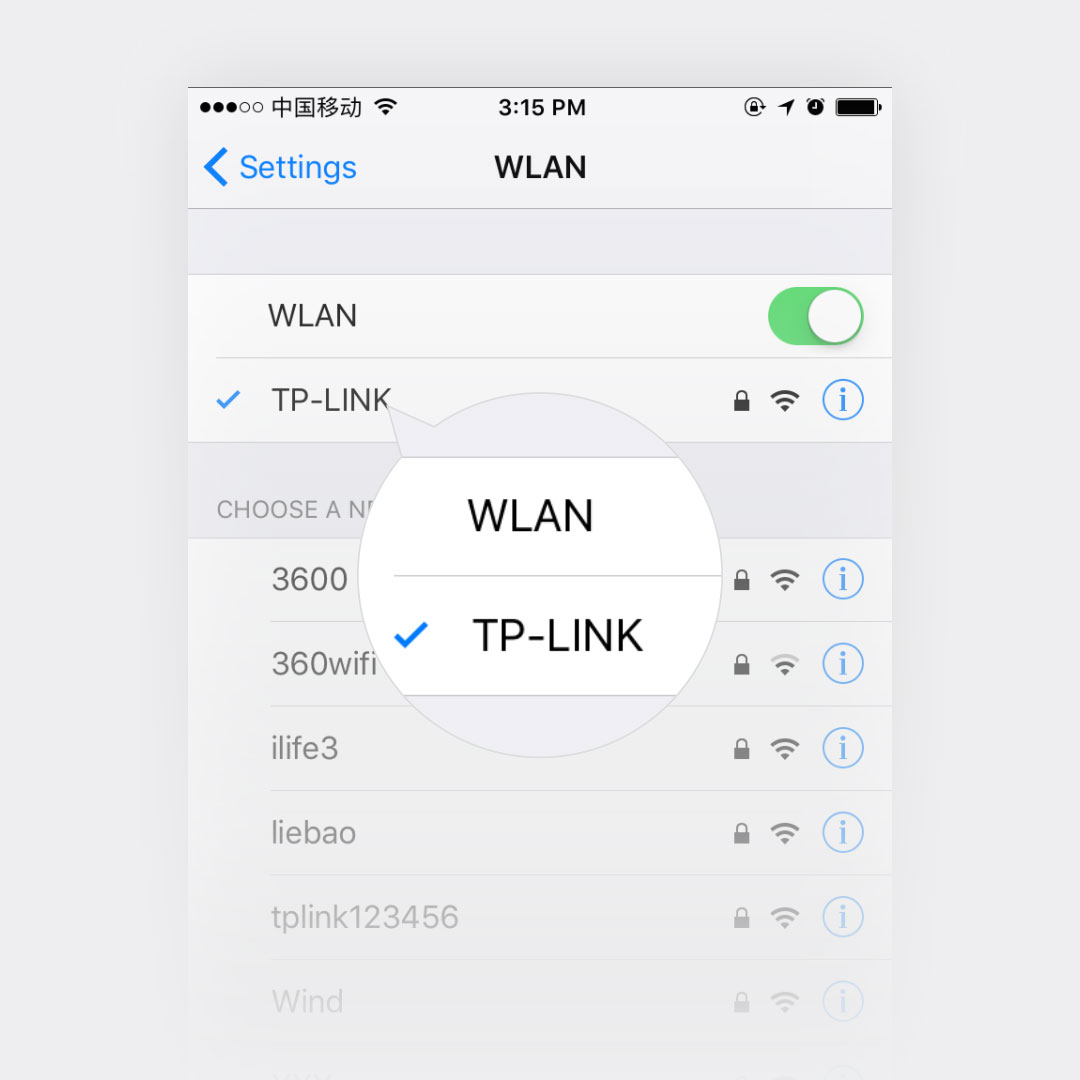 中国移动 3:15 PM
Settings WLAN
WLAN
TP-LINK
CHOOSE A
WLAN
TP-LINK
3600
360wifi
ilife3
liebao
tplink123456
Wind